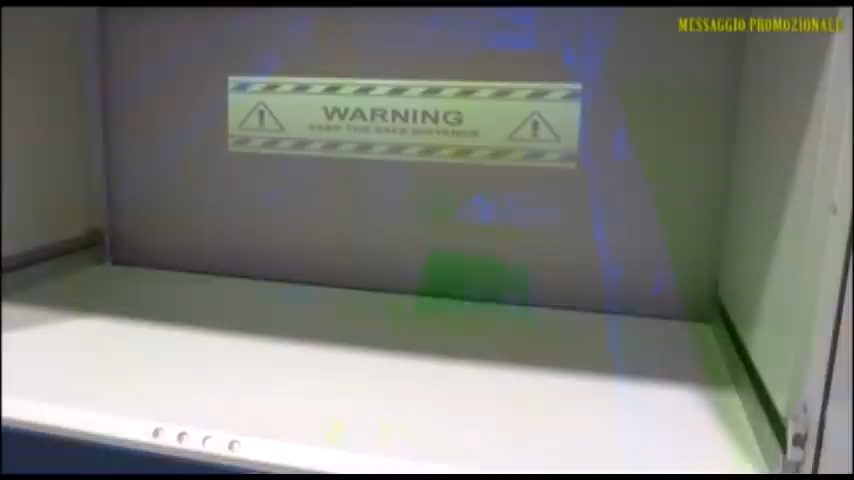 MESSAGGIO PROMOZIONALE
WARNING
KEEP THE SAFE DISTANCE